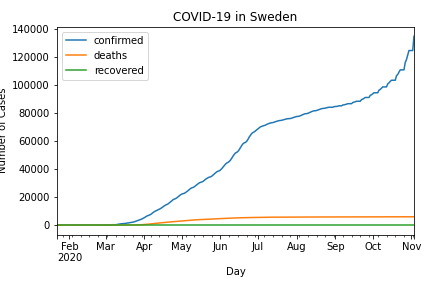 COVID-19 in Sweden
140000
120000
100000
80000
60000
40000
20000
0
Number of Cases
confirmed
deaths
recovered
Feb Mar Apr May Jun Jul Aug Sep Oct Nov
2020
Day